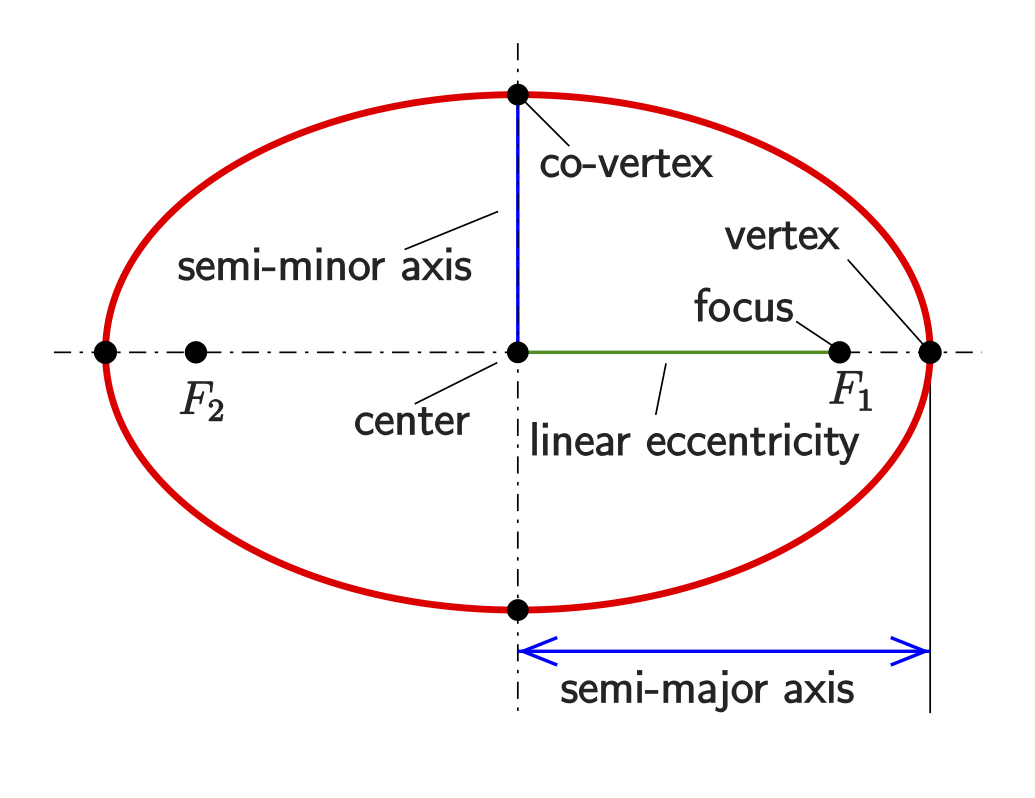 co-vertex
vertex
semi-minor axis
focus
F₂
F₁
center
linear eccentricity
semi-major axis